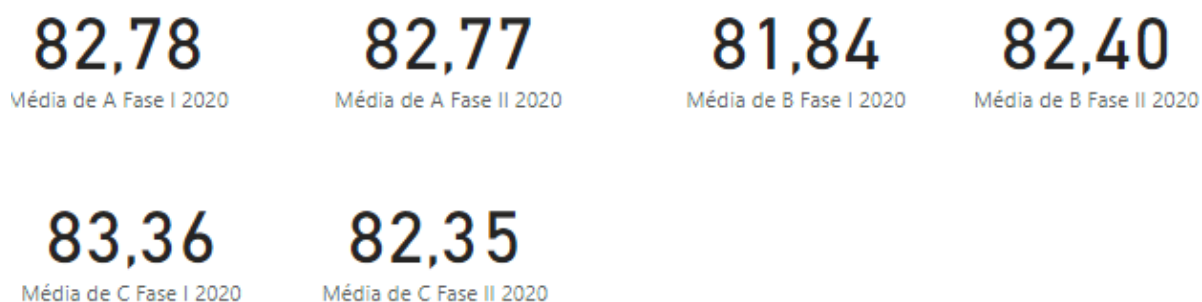 82,78
Média de A Fase I 2020
82,77
Média de A Fase II 2020
81,84
Média de B Fase I 2020
82,40
Média de B Fase II 2020
83,36
Média de C Fase I 2020
82,35
Média de C Fase II 2020